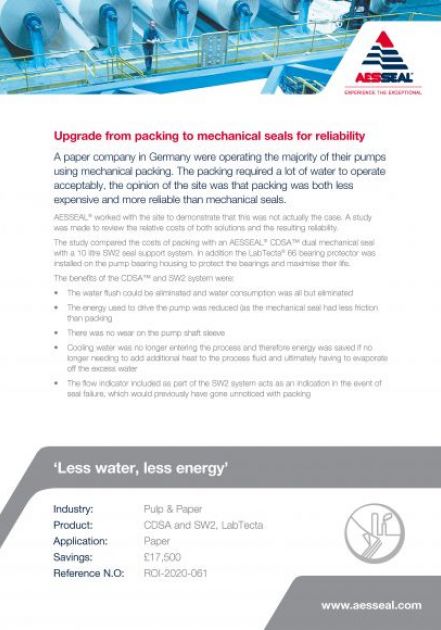 AESSEAL®
EXPERIENCE THE EXCEPTIONAL
Upgrade from packing to mechanical seals for reliability
A paper company in Germany were operating the majority of their pumps
using mechanical packing. The packing required a lot of water to operate
acceptably, the opinion of the site was that packing was both less
expensive and more reliable than mechanical seals.
AESSEAL® worked with the site to demonstrate that this was not actually the case. A study
was made to review the relative costs of both solutions and the resulting reliability.
The study compared the costs of packing with an AESSEAL® CDSA™ dual mechanical seal
with a 10 litre SW2 seal support system. In addition the LabTecta® 66 bearing protector was
installed on the pump bearing housing to protect the bearings and maximise their life.
The benefits of the CDSA™ and SW2 system were:
• The water flush could be eliminated and water consumption was all but eliminated
• The energy used to drive the pump was reduced (as the mechanical seal had less friction
than packing
• There was no wear on the pump shaft sleeve
• Cooling water was no longer entering the process and therefore energy was saved if no
longer needing to add additional heat to the process fluid and ultimately having to evaporate
off the excess water
• The flow indicator included as part of the SW2 system acts as an indication in the event of
seal failure, which would previously have gone unnoticed with packing
‘Less water, less energy’
Industry: Pulp & Paper
Product: CDSA and SW2, LabTecta
Application: Paper
Savings: £17,500
Reference N.O: ROI-2020-061
www.aesseal.com